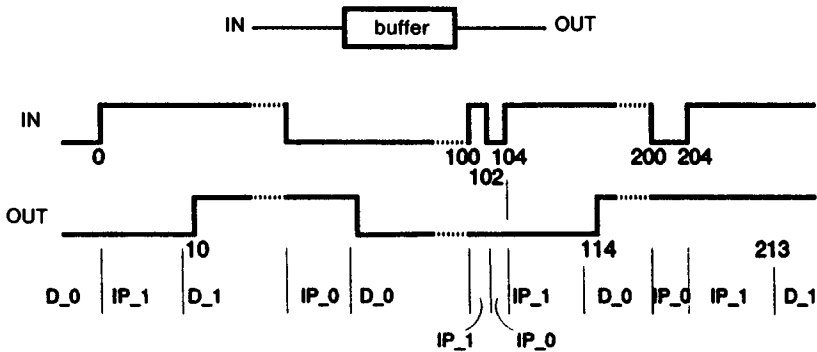 IN buffer OUT
IN
0 100 104 200 204
102
OUT
10 114 213
D_0 IP_1 D_1 IP_0 D_0 IP_1 D_0 IP_0 IP_1 D_1
IP_1 IP_0